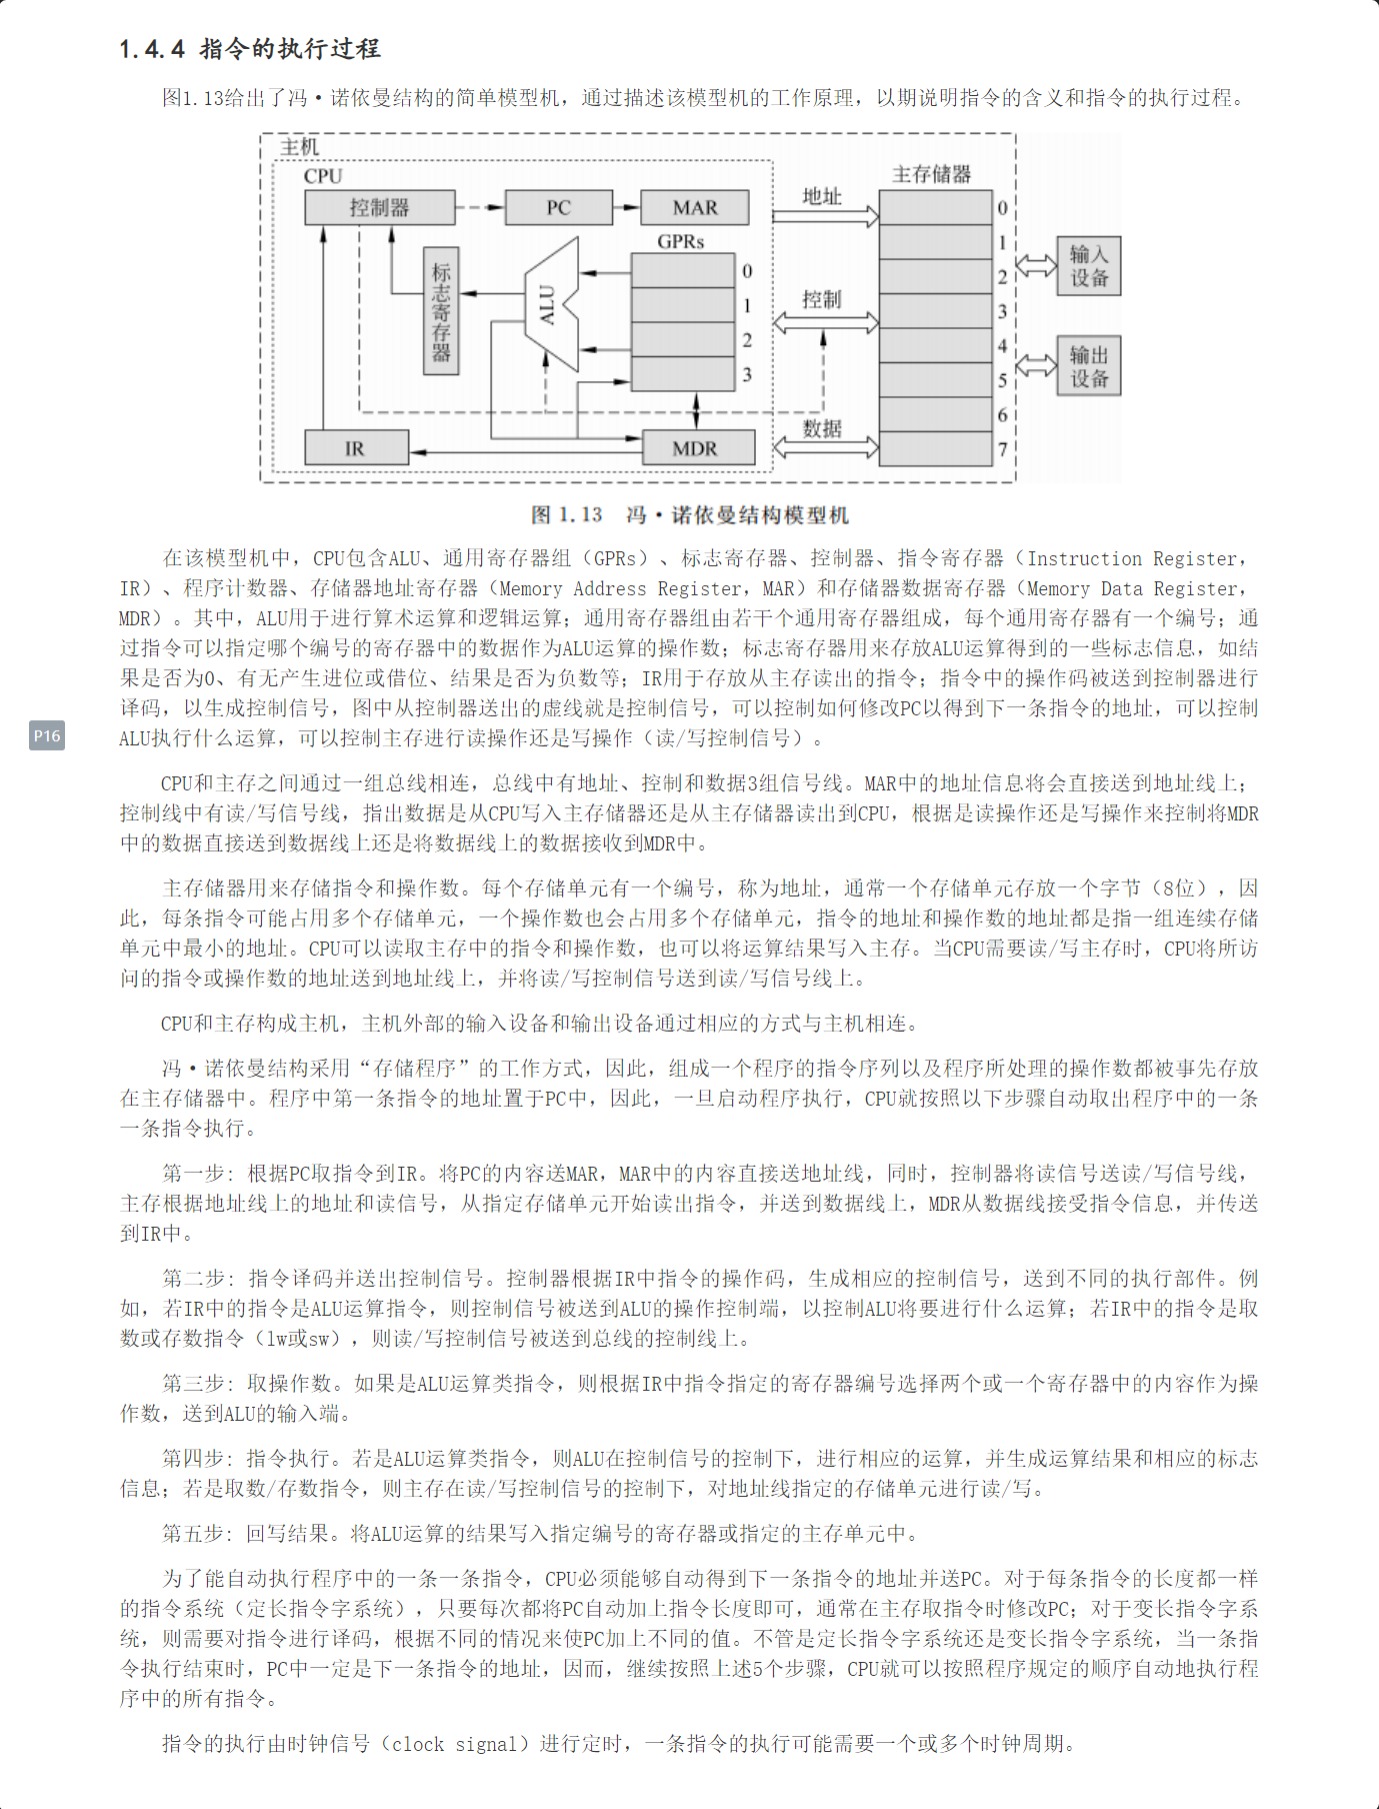 1.4.4 指令的执行过程
图1.13给出了冯·诺依曼结构的简单模型机，通过描述该模型机的工作原理，以期说明指令的含义和指令的执行过程。
主机
CPU
控制器
PC
MAR
地址
主存储器
GPRs
标志寄存器
ALU
0
1
2
3
控制
0
1
2
3
4
5
6
7
输入设备
输出设备
IR
MDR
数据
图 1.13 冯·诺依曼结构模型机
在该模型机中，CPU包含ALU、通用寄存器组（GPRs）、标志寄存器、控制器、指令寄存器（Instruction Register，
IR）、程序计数器、存储器地址寄存器（Memory Address Register，MAR）和存储器数据寄存器（Memory Data Register，
MDR）。其中，ALU用于进行算术运算和逻辑运算；通用寄存器组由若干个通用寄存器组成，每个通用寄存器有一个编号；通
过指令可以指定哪个编号的寄存器中的数据作为ALU运算的操作数；标志寄存器用来存放ALU运算得到的一些标志信息，如结
果是否为0、有无产生进位或借位、结果是否为负数等；IR用于存放从主存读出的指令；指令中的操作码被送到控制器进行
译码，以生成控制信号，图中从控制器送出的虚线就是控制信号，可以控制如何修改PC以得到下一条指令的地址，可以控制
P16
ALU执行什么运算，可以控制主存进行读操作还是写操作（读/写控制信号）。
CPU和主存之间通过一组总线相连，总线中有地址、控制和数据3组信号线。MAR中的地址信息将会直接送到地址线上；
控制线中有读/写信号线，指出数据是从CPU写入主存储器还是从主存储器读出到CPU，根据是读操作还是写操作来控制将MDR
中的数据直接送到数据线上还是将数据线上的数据接收到MDR中。
主存储器用来存储指令和操作数。每个存储单元有一个编号，称为地址，通常一个存储单元存放一个字节（8位），因
此，每条指令可能占用多个存储单元，一个操作数也会占用多个存储单元，指令的地址和操作数的地址都是指一组连续存储
单元中最小的地址。CPU可以读取主存中的指令和操作数，也可以将运算结果写入主存。当CPU需要读/写主存时，CPU将所访
问的指令或操作数的地址送到地址线上，并将读/写控制信号送到读/写信号线上。
CPU和主存构成主机，主机外部的输入设备和输出设备通过相应的方式与主机相连。
冯·诺依曼结构采用“存储程序”的工作方式，因此，组成一个程序的指令序列以及程序所处理的操作数都被事先存放
在主存储器中。程序中第一条指令的地址置于PC中，因此，一旦启动程序执行，CPU就按照以下步骤自动取出程序中的一条
一条指令执行。
第一步: 根据PC取指令到IR。将PC的内容送MAR，MAR中的内容直接送地址线，同时，控制器将读信号送读/写信号线，
主存根据地址线上的地址和读信号，从指定存储单元开始读出指令，并送到数据线上，MDR从数据线接受指令信息，并传送
到IR中。
第二步: 指令译码并送出控制信号。控制器根据IR中指令的操作码，生成相应的控制信号，送到不同的执行部件。例
如，若IR中的指令是ALU运算指令，则控制信号被送到ALU的操作控制端，以控制ALU将要进行什么运算；若IR中的指令是取
数或存数指令（lw或sw），则读/写控制信号被送到总线的控制线上。
第三步: 取操作数。如果是ALU运算类指令，则根据IR中指令指定的寄存器编号选择两个或一个寄存器中的内容作为操
作数，送到ALU的输入端。
第四步: 指令执行。若是ALU运算类指令，则ALU在控制信号的控制下，进行相应的运算，并生成运算结果和相应的标志
信息；若是取数/存数指令，则主存在读/写控制信号的控制下，对地址线指定的存储单元进行读/写。
第五步: 回写结果。将ALU运算的结果写入指定编号的寄存器或指定的主存单元中。
为了能自动执行程序中的一条一条指令，CPU必须能够自动得到下一条指令的地址并送PC。对于每条指令的长度都一样
的指令系统（定长指令字系统），只要每次都将PC自动加上指令长度即可，通常在主存取指令时修改PC；对于变长指令字系
统，则需要对指令进行译码，根据不同的情况来使PC加上不同的值。不管是定长指令字系统还是变长指令字系统，当一条指
令执行结束时，PC中一定是下一条指令的地址，因而，继续按照上述5个步骤，CPU就可以按照程序规定的顺序自动地执行程
序中的所有指令。
指令的执行由时钟信号（clock signal）进行定时，一条指令的执行可能需要一个或多个时钟周期。